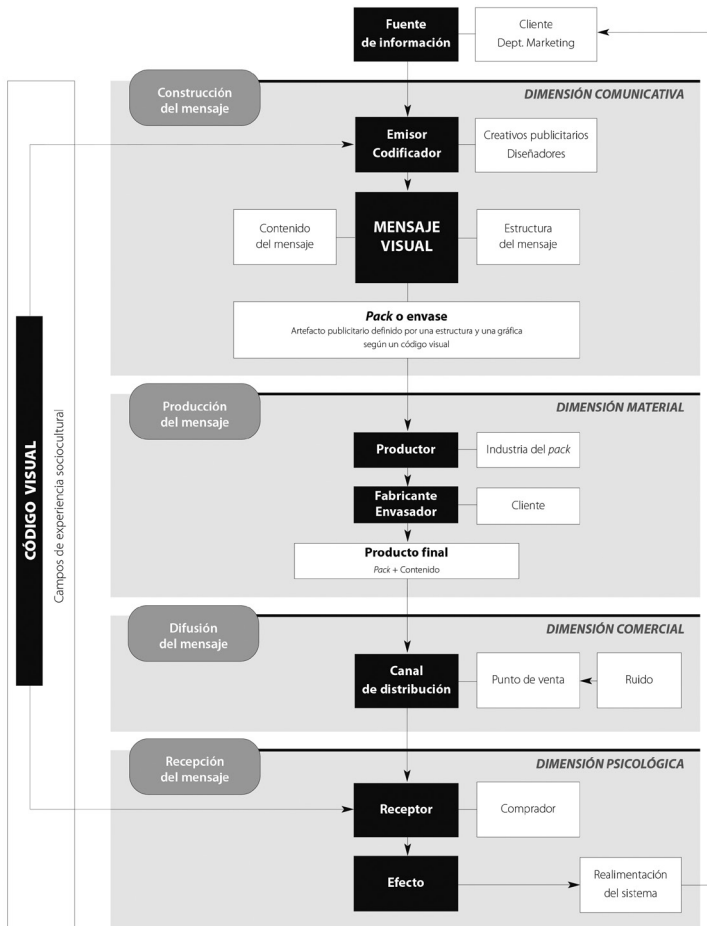 Fuente
de información
Cliente
Dept. Marketing
Construcción
del mensaje
DIMENSIÓN COMUNICATIVA
Emisor
Codificador
Creativos publicitarios
Diseñadores
Contenido
del mensaje
MENSAJE
VISUAL
Estructura
del mensaje
Pack o envase
Artefacto publicitario definido por una estructura y una gráfica
según un código visual
CÓDIGO VISUAL
Campos de experiencia sociocultural
Producción
del mensaje
DIMENSIÓN MATERIAL
Productor
Industria del pack
Fabricante
Envasador
Cliente
Producto final
Pack + Contenido
Difusión
del mensaje
DIMENSIÓN COMERCIAL
Canal
de distribución
Punto de venta
Ruido
Recepción
del mensaje
DIMENSIÓN PSICOLÓGICA
Receptor
Comprador
Efecto
Realimentación
del sistema